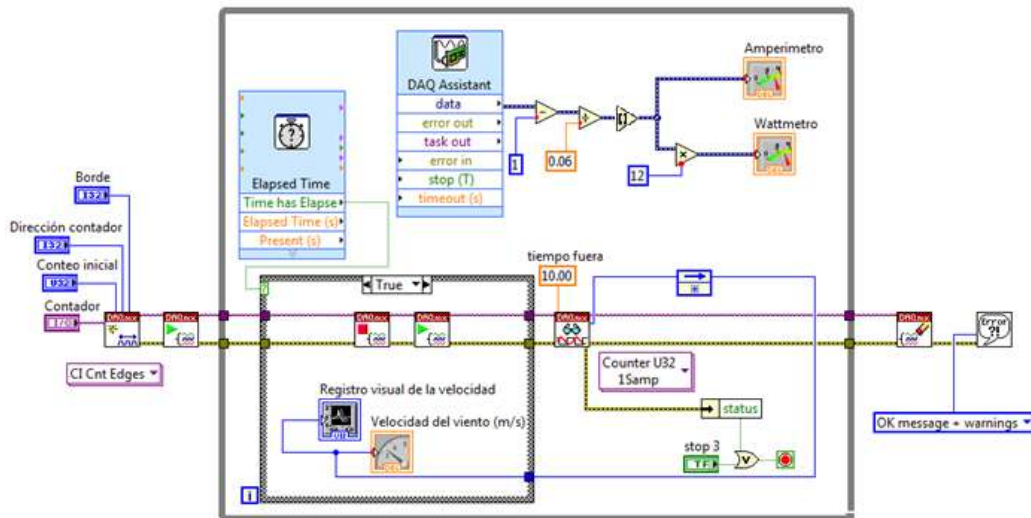 Amperimetro
DAQ Assistant
data
error out
task out
error in
stop (T)
timeout (s)
1
0.06
Wattmetro
12
Elapsed Time
Time has Elapse
Elapsed Time (s)
Present (s)
Borde
I32
Dirección contador
I32
Conteo inicial
U32
Contador
I/O
CI Cnt Edges
True
tiempo fuera
10.00
Counter U32
1Samp
Registro visual de la velocidad
Velocidad del viento (m/s)
DBL
status
stop 3
TF
Error
?!
OK message + warnings
i